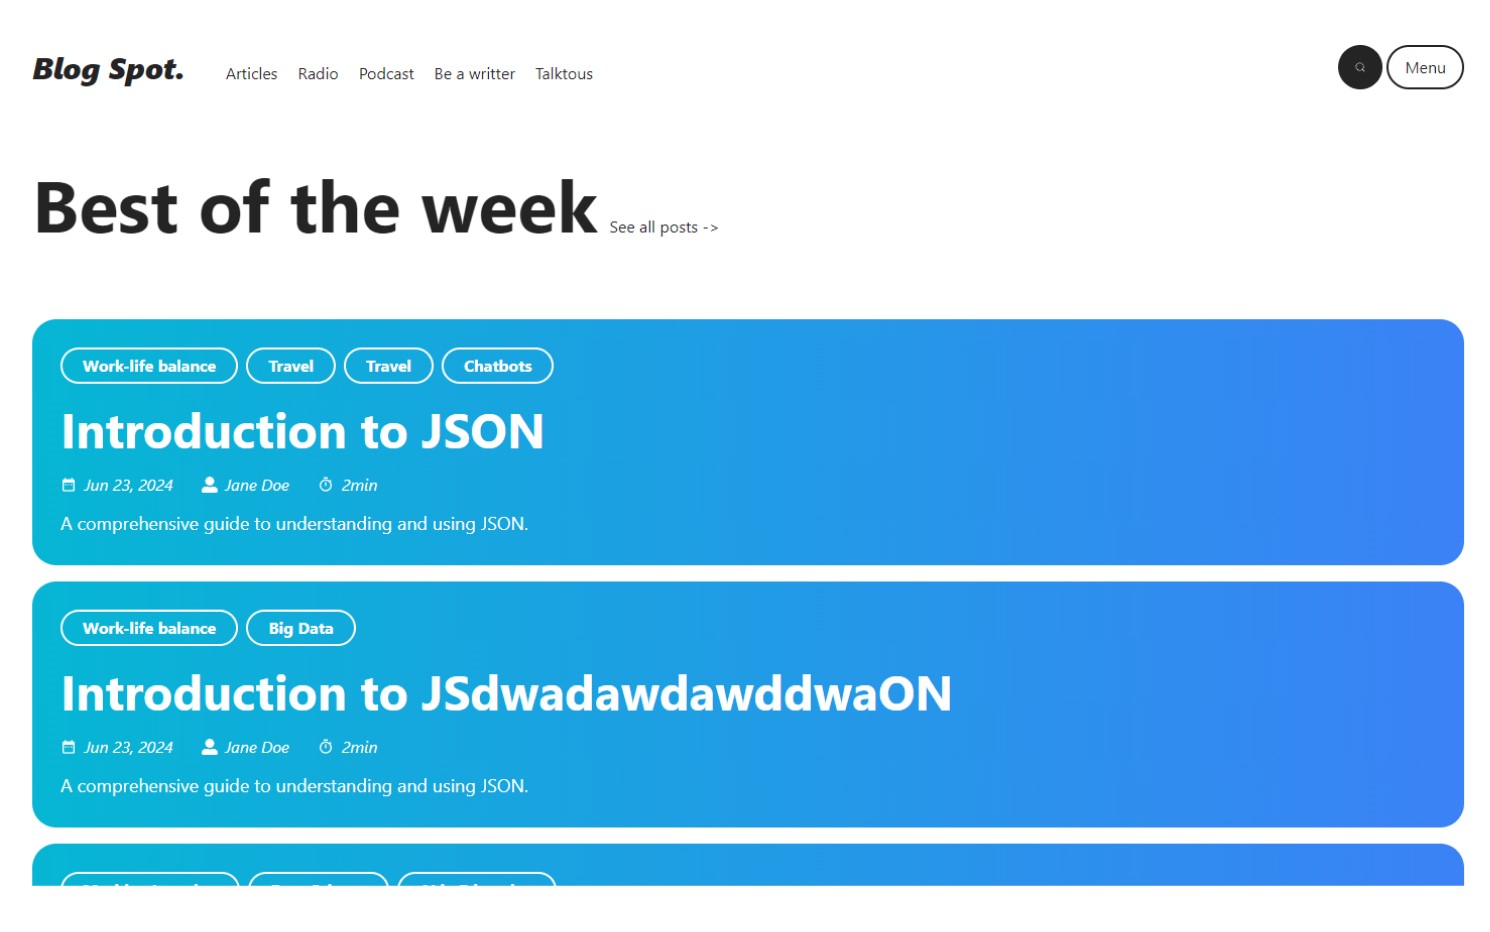 Blog Spot. Articles Radio Podcast Be a writter Talktous Menu
Best of the week See all posts ->
Work-life balance Travel Travel Chatbots
Introduction to JSON
Jun 23, 2024 Jane Doe 2min
A comprehensive guide to understanding and using JSON.
Work-life balance Big Data
Introduction to JSdwadawdawddwaON
Jun 23, 2024 Jane Doe 2min
A comprehensive guide to understanding and using JSON.